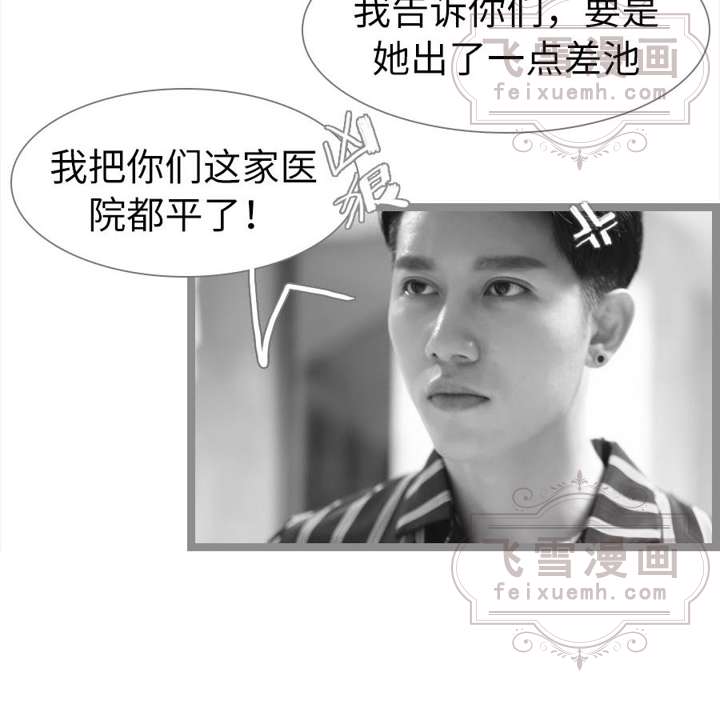 我告诉你们，要是
她出了一点差池
飞雪漫画
feixuemh.com
我把你们这家医
院都平了！
凶
狠
飞雪漫画
feixuemh.com